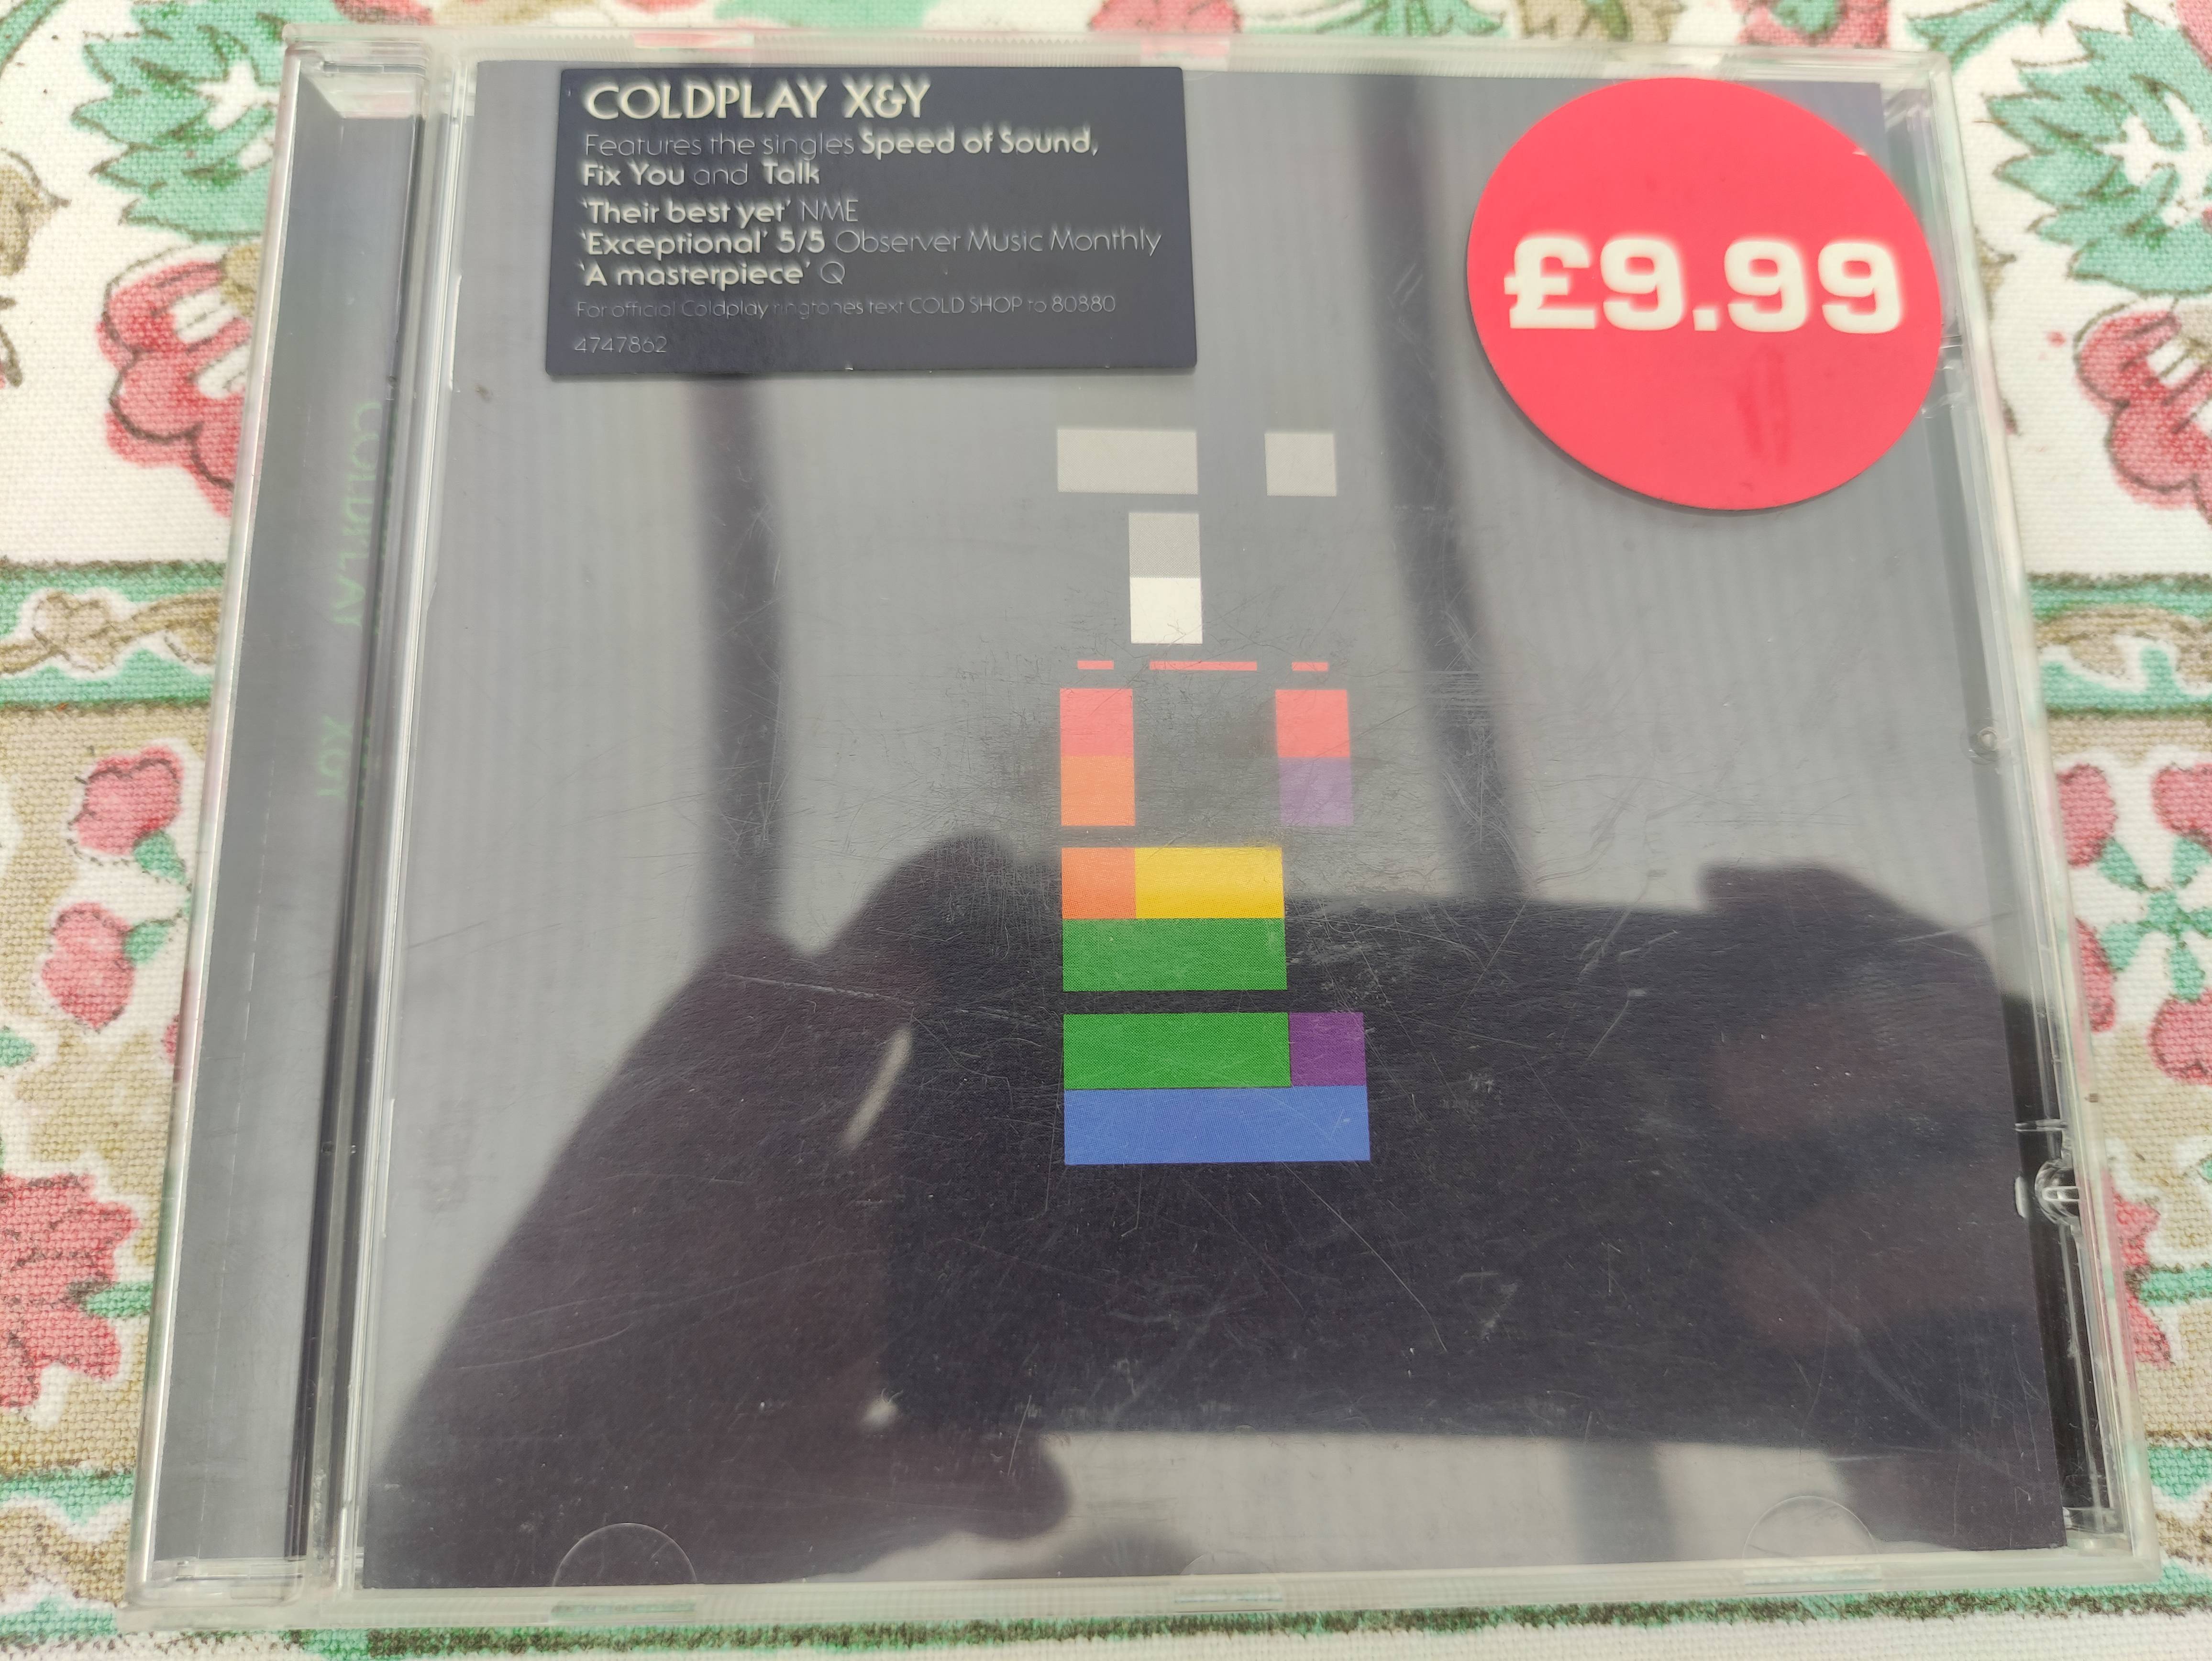 COLDPLAY X&Y
Features the singles Speed of Sound,
Fix You and Talk
'Their best yet' NME
'Exceptional' 5/5 Observer Music Monthly
'A masterpiece' Q
For official Coldplay ringtones text COLD SHOP to 80880
4747862
£9.99
COLDPLAY X&Y